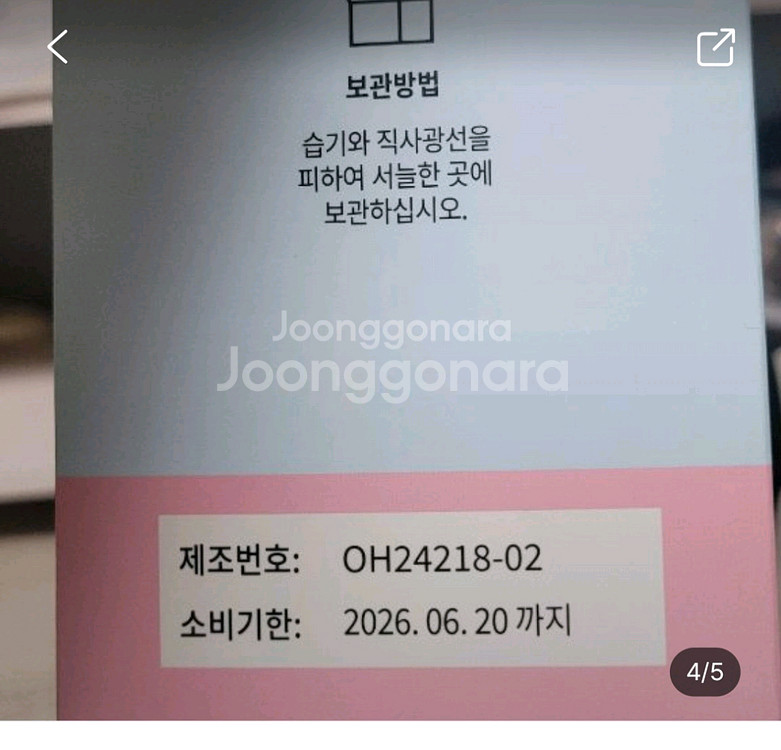 보관방법
습기와 직사광선을
피하여 서늘한 곳에
보관하십시오.
Joonggonara
Joonggonara
제조번호: OH24218-02
소비기한: 2026. 06. 20 까지
4/5